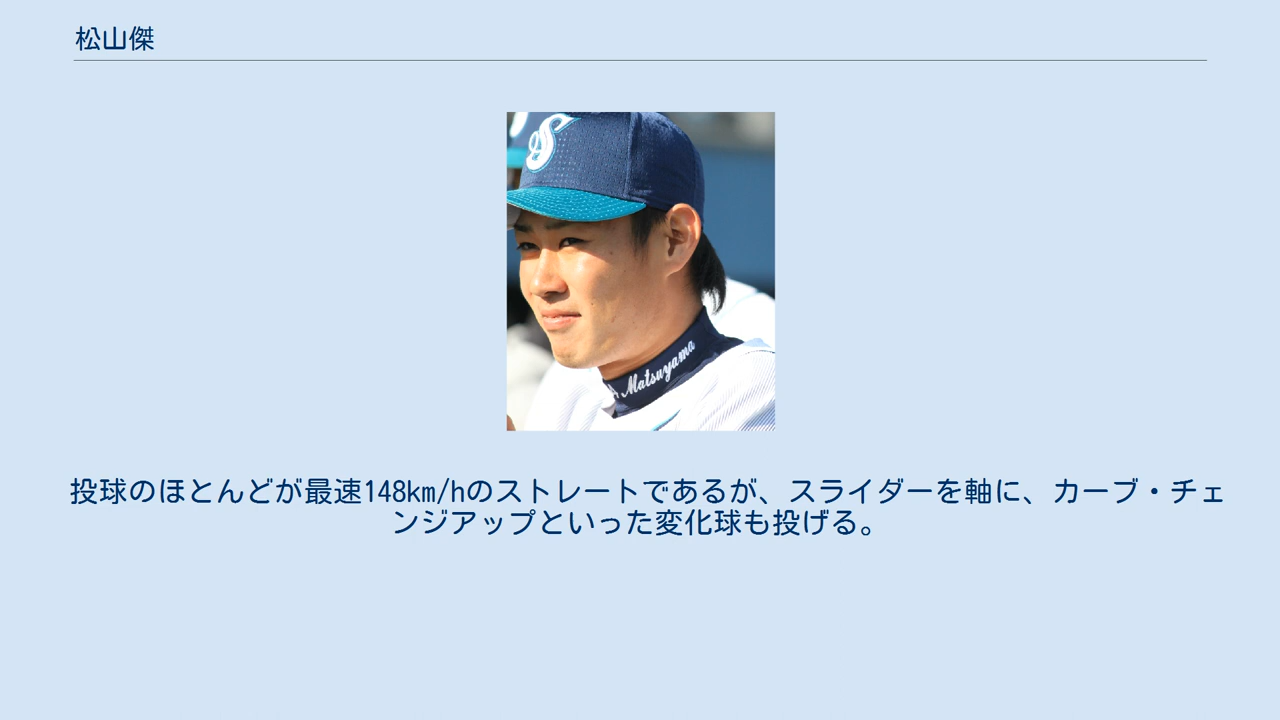 松山傑
S
Matsuyama
投球のほとんどが最速148km/hのストレートであるが、スライダーを軸に、カーブ・チェ
ンジアップといった変化球も投げる。